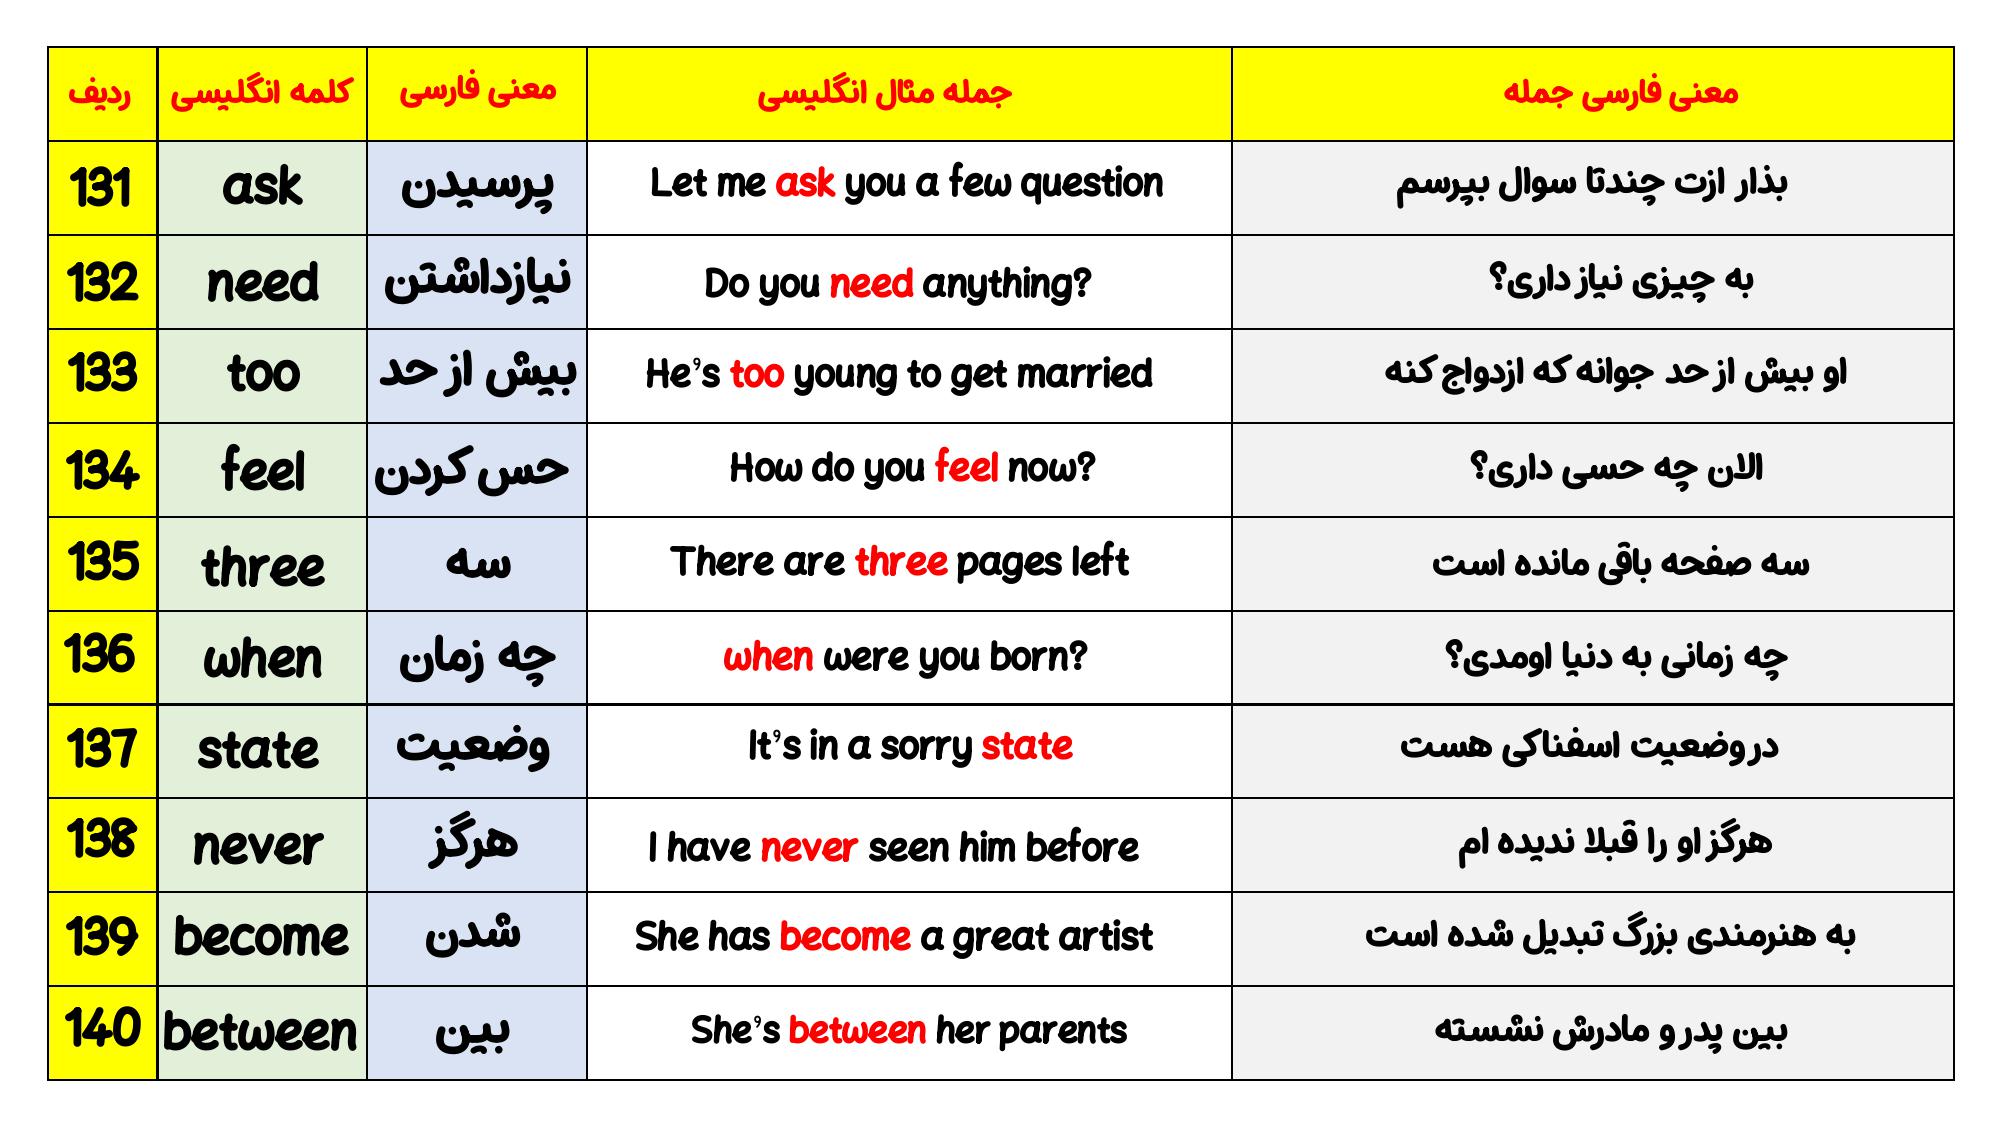 ردیف کلمه انگلیسی معنی فارسی جمله مثال انگلیسی معنی فارسی جمله
131 ask پرسیدن Let me ask you a few question بذار ازت چندتا سوال بپرسم
132 need نیازداشتن Do you need anything? به چیزی نیاز داری؟
133 too بیش از حد He’s too young to get married او بیش از حد جوانه که ازدواج کنه
134 feel حس کردن How do you feel now? الان چه حسی داری؟
135 three سه There are three pages left سه صفحه باقی مانده است
136 when چه زمان when were you born? چه زمانی به دنیا اومدی؟
137 state وضعیت It’s in a sorry state در وضعیت اسفناکی هست
138 never هرگز I have never seen him before هرگز او را قبلا ندیده ام
139 become شدن She has become a great artist به هنرمندی بزرگ تبدیل شده است
140 between بین She’s between her parents بین پدر و مادرش نشسته